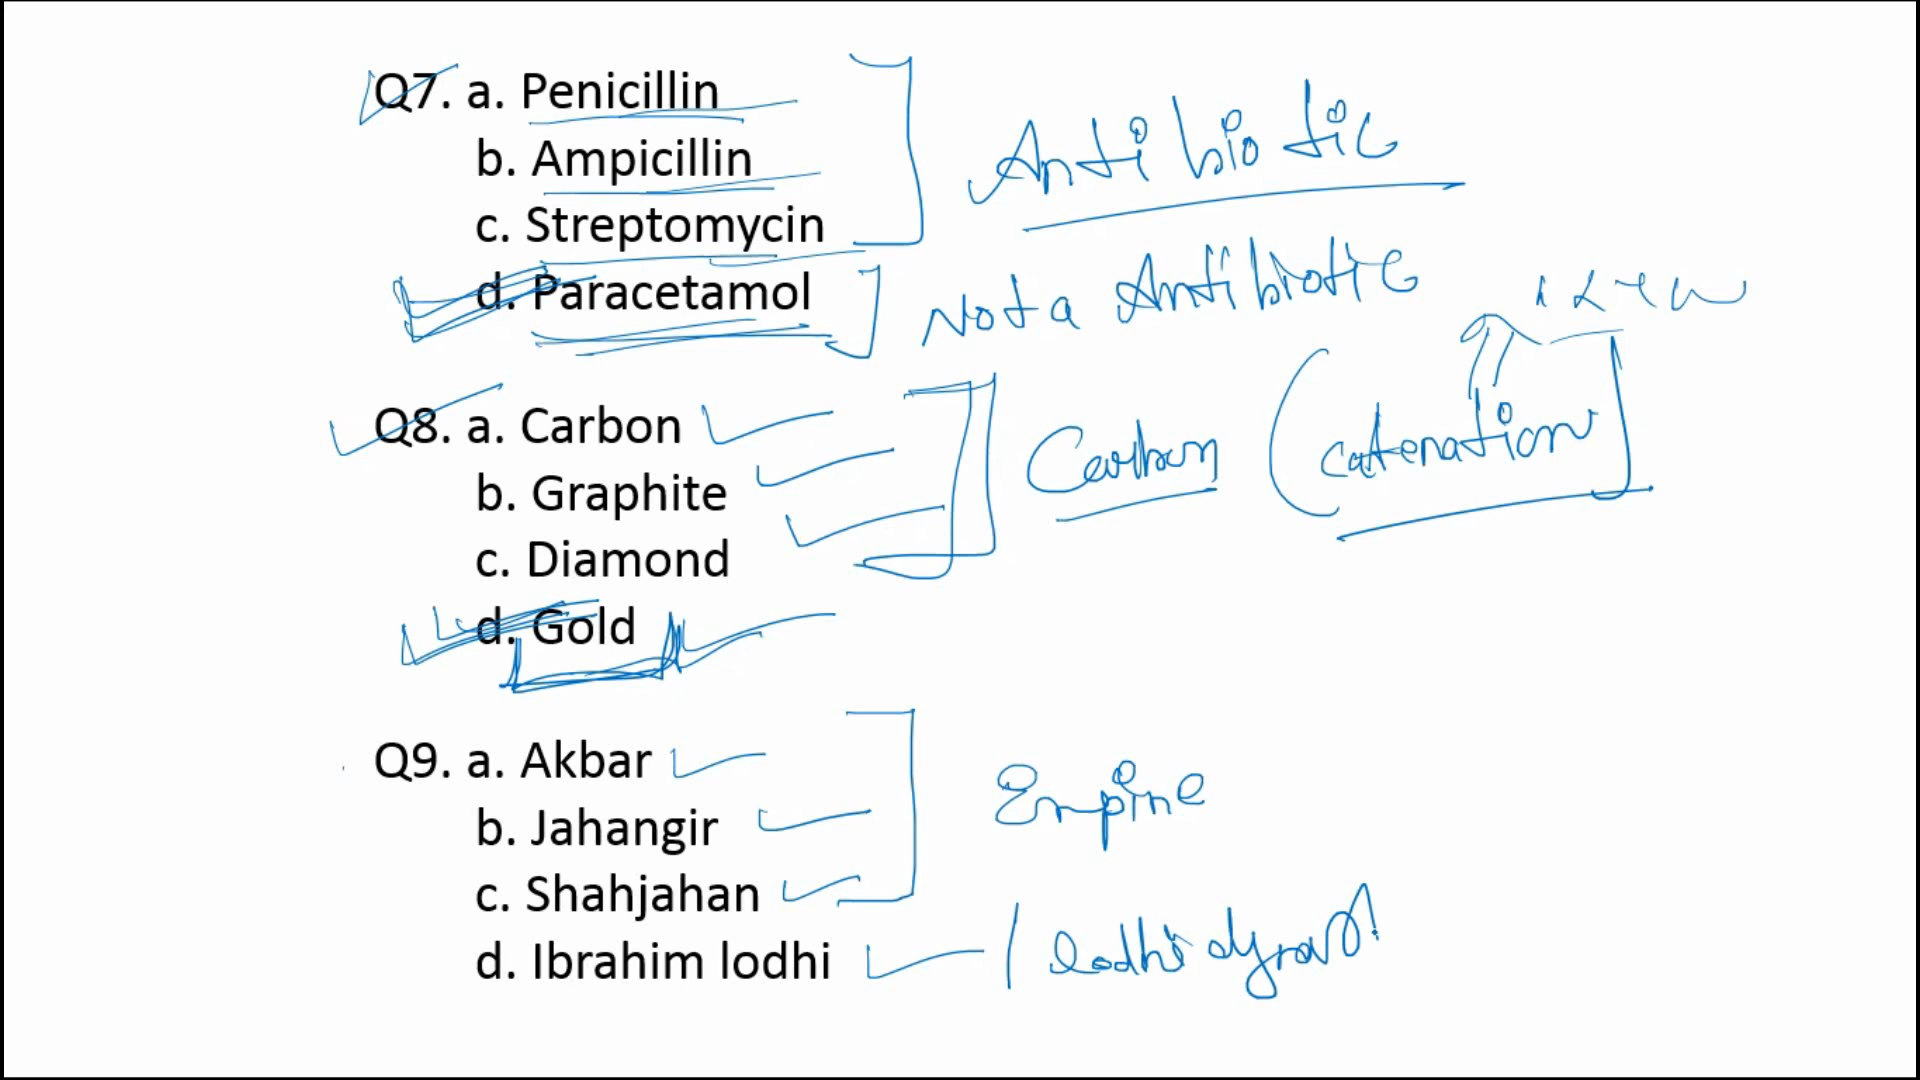 Q7. a. Penicillin
b. Ampicillin
c. Streptomycin
d. Paracetamol
Antibiotic
Not a Antibiotic
Q8. a. Carbon
b. Graphite
c. Diamond
d. Gold
Carbon (catenation]
Q9. a. Akbar
b. Jahangir
c. Shahjahan
d. Ibrahim lodhi
Empire
lodhi